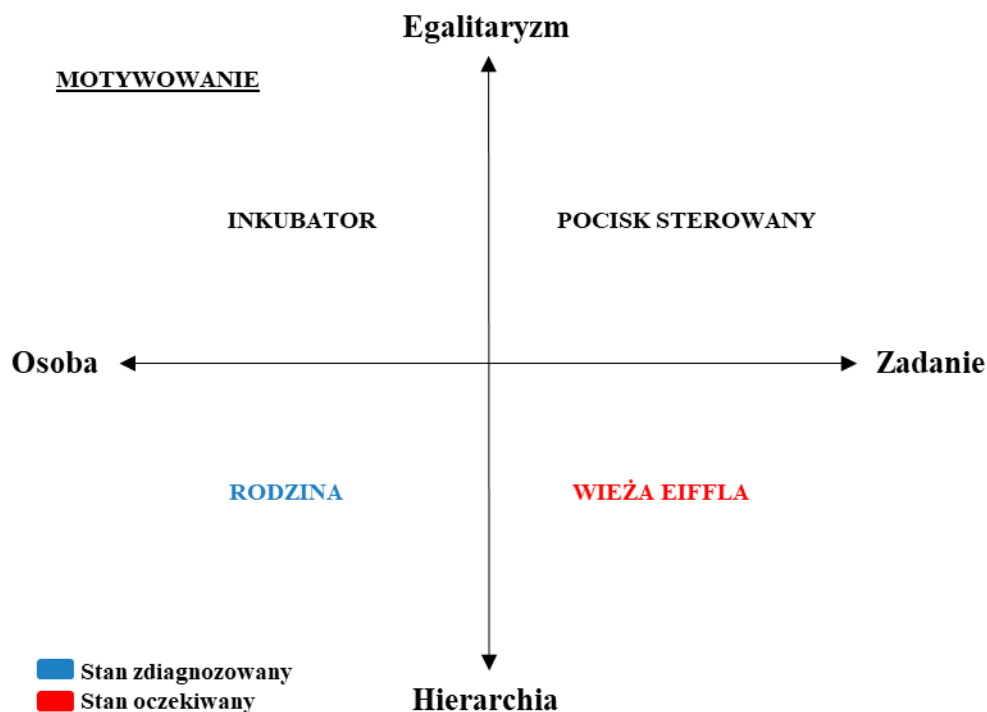 Egalitaryzm
MOTYWOWANIE
INKUBATOR
POCISK STEROWANY
Osoba
Zadanie
RODZINA
WIEŻA EIFFLA
Stan zdiagnozowany
Stan oczekiwany
Hierarchia